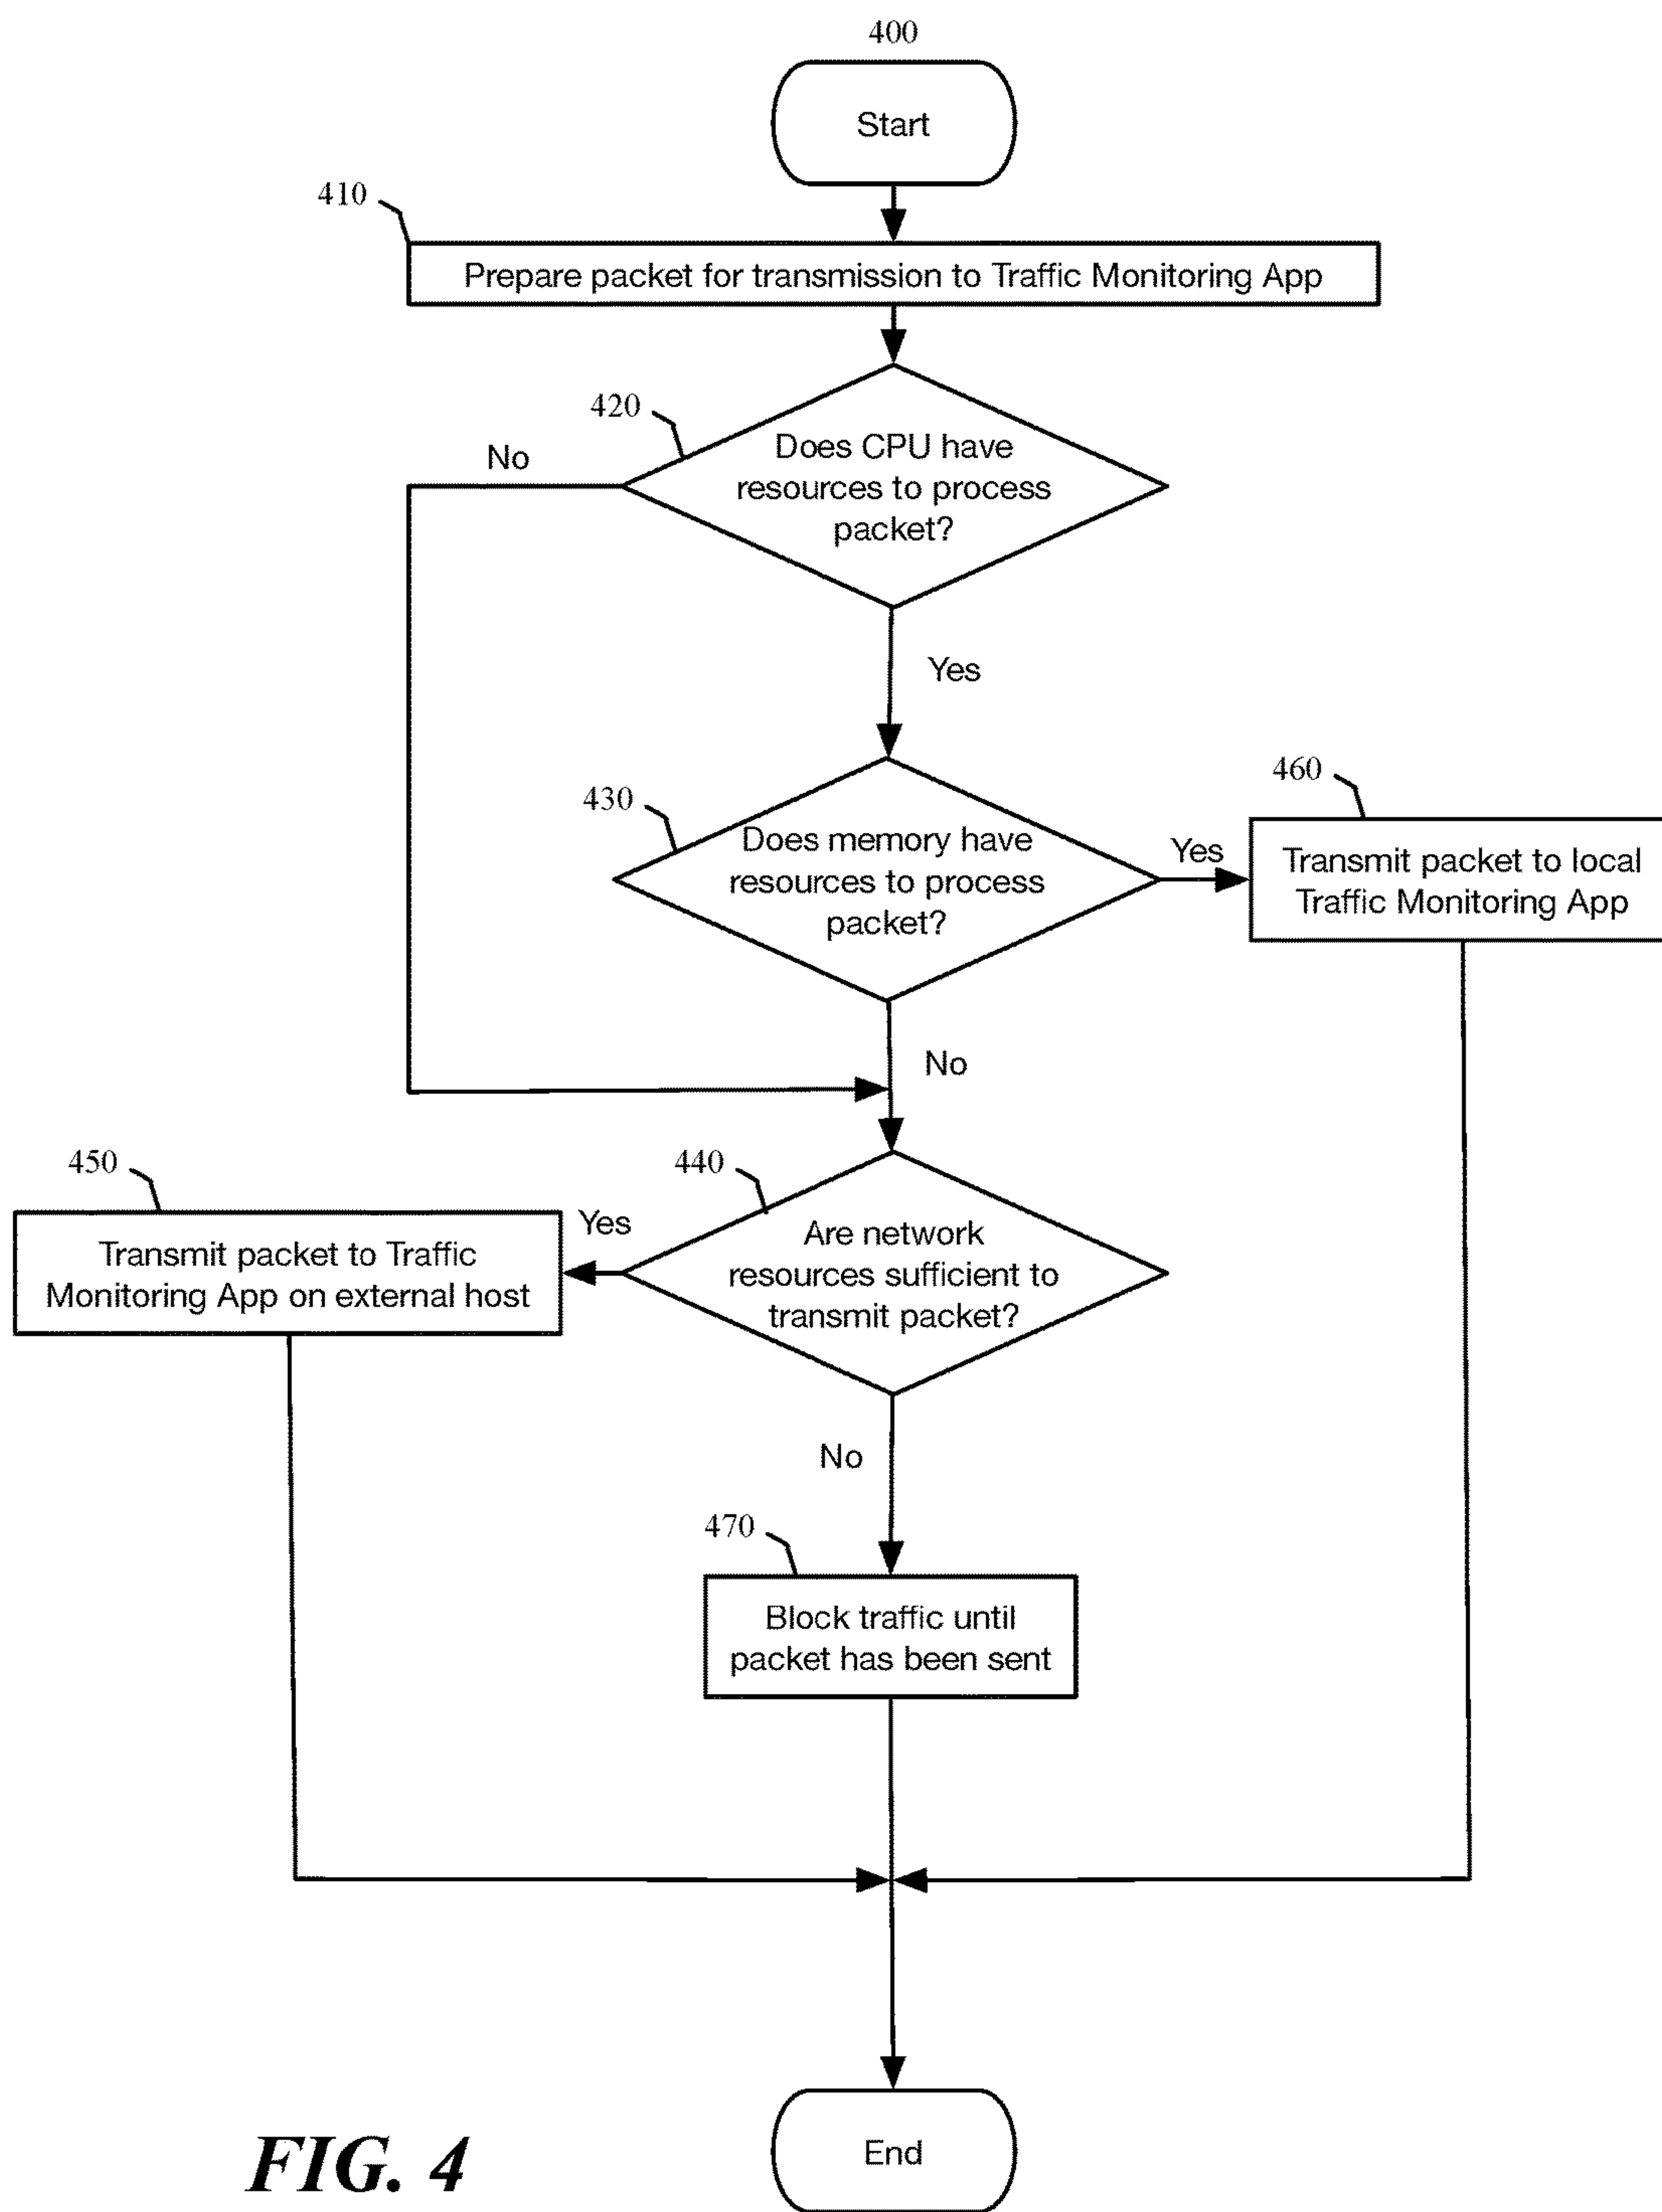 400
Start
410
Prepare packet for transmission to Traffic Monitoring App
420
No
Does CPU have
resources to process
packet?
Yes
430
Does memory have
resources to process
packet?
Yes
460
Transmit packet to local
Traffic Monitoring App
No
450
Transmit packet to Traffic
Monitoring App on external host
Yes
440
Are network
resources sufficient to
transmit packet?
No
470
Block traffic until
packet has been sent
End
FIG. 4